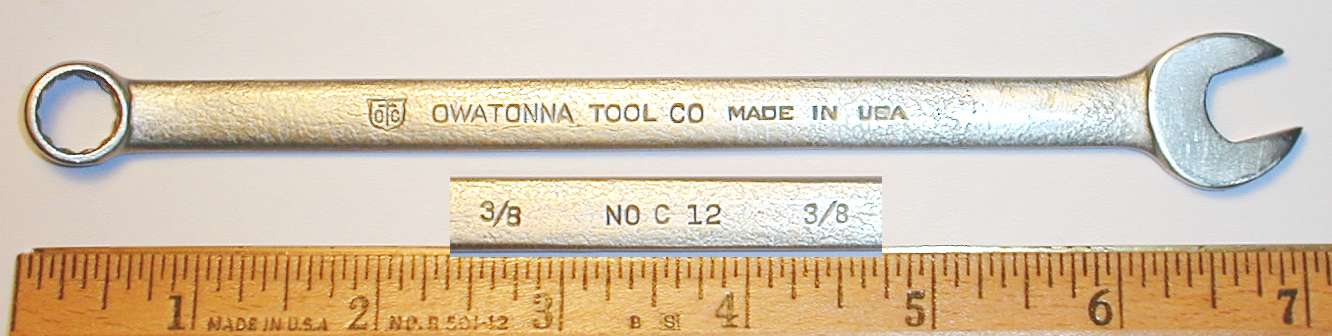 OTC OWATONNA TOOL CO MADE IN USA
3/8 NO C 12 3/8
1 2 3 4 5 6 7
MADE IN U.S.A NO. R 501-12 B